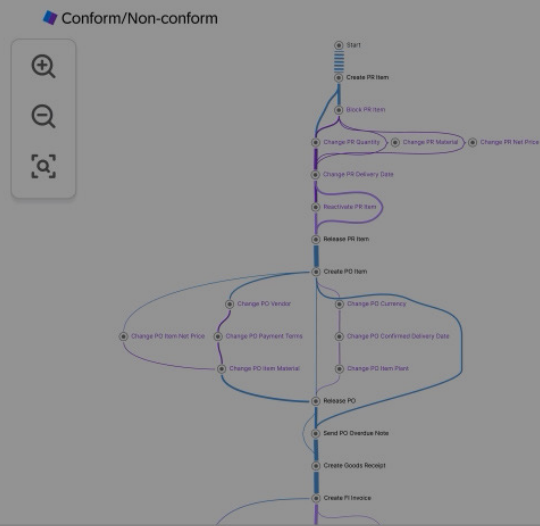 Conform/Non-conform
Start
Create PR Item
Block PR Item
Change PR Quantity
Change PR Material
Change PR Net Price
Change PR Delivery Date
Reactivate PR Item
Release PR Item
Create PO Item
Change PO Vendor
Change PO Currency
Change PO Item Net Price
Change PO Payment Terms
Change PO Confirmed Delivery Date
Change PO Item Material
Change PO Item Plant
Release PO
Send PO Overdue Note
Create Goods Receipt
Create FI Invoice